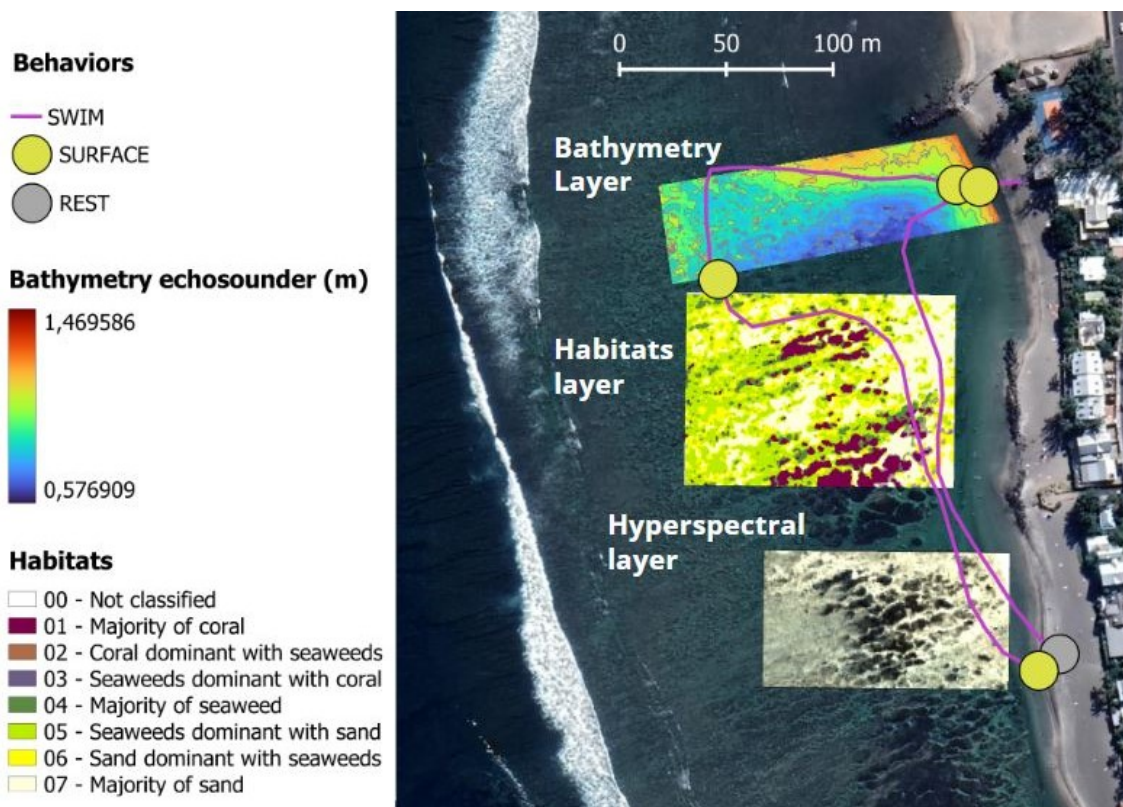 Behaviors
SWIM
SURFACE
REST
Bathymetry echosounder (m)
1,469586
0,576909
Habitats
00 - Not classified
01 - Majority of coral
02 - Coral dominant with seaweeds
03 - Seaweeds dominant with coral
04 - Majority of seaweed
05 - Seaweeds dominant with sand
06 - Sand dominant with seaweeds
07 - Majority of sand
0 50 100 m
Bathymetry
Layer
Habitats
layer
Hyperspectral
layer